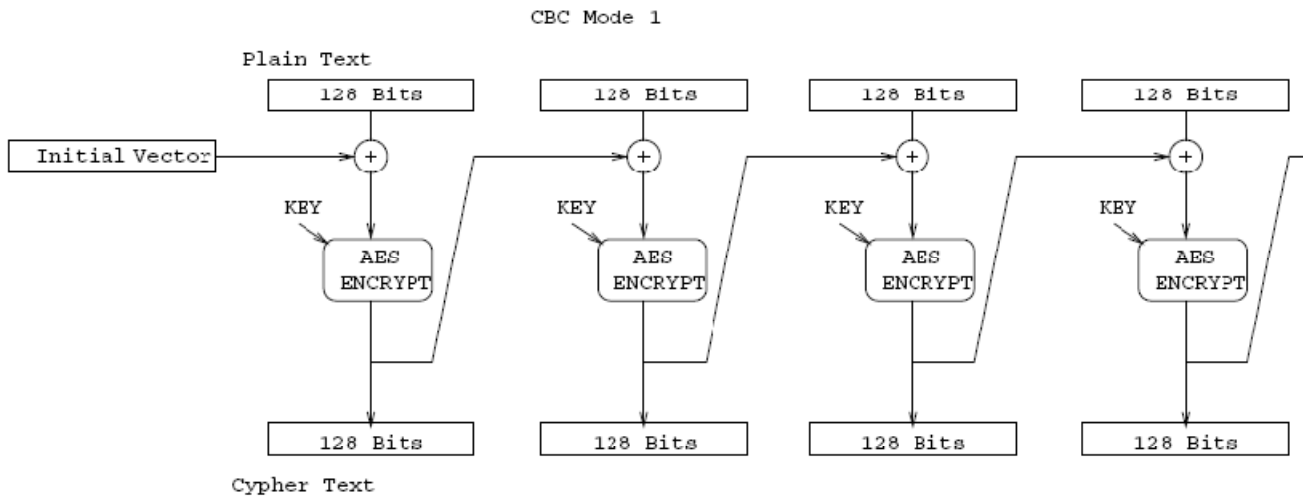 CBC Mode 1
Plain Text
128 Bits 128 Bits 128 Bits 128 Bits
Initial Vector + + + +
KEY KEY KEY KEY
AES AES AES AES
ENCRYPT ENCRYPT ENCRYPT ENCRYPT
128 Bits 128 Bits 128 Bits 128 Bits
Cypher Text